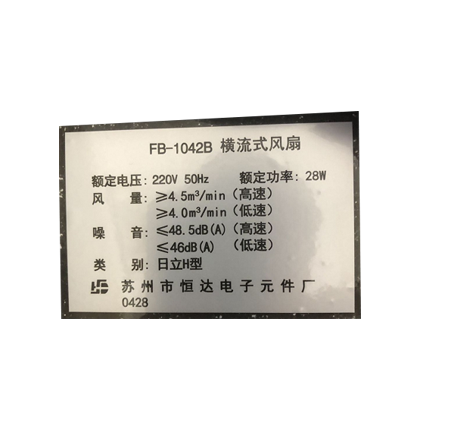 FB-1042B 横流式风扇
额定电压: 220V 50Hz 额定功率: 28W
风 量: ≥4.5m³/min (高速)
≥4.0m³/min (低速)
噪 音: ≤48.5dB(A) (高速)
≤46dB(A) (低速)
类 别: 日立H型
苏州市恒达电子元件厂
0428